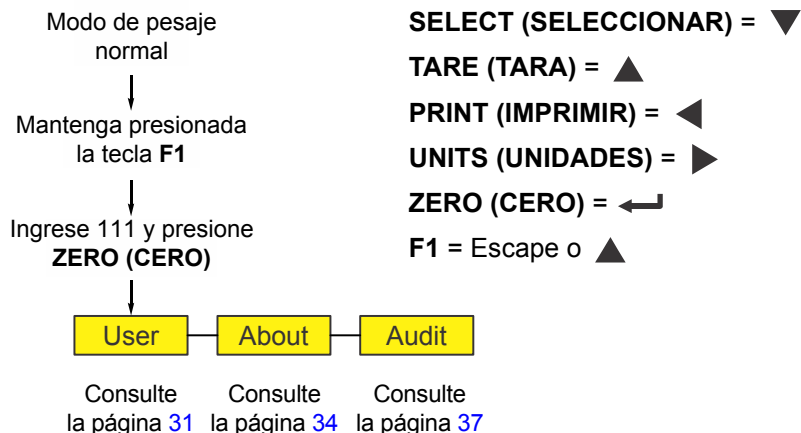 Modo de pesaje
normal
Mantenga presionada
la tecla F1
Ingrese 111 y presione
ZERO (CERO)
User
About
Audit
Consulte
la página 31
Consulte
la página 34
Consulte
la página 37
SELECT (SELECCIONAR) = ▼
TARE (TARA) = ▲
PRINT (IMPRIMIR) = ◀
UNITS (UNIDADES) = ▶
ZERO (CERO) = ↵
F1 = Escape o ▲